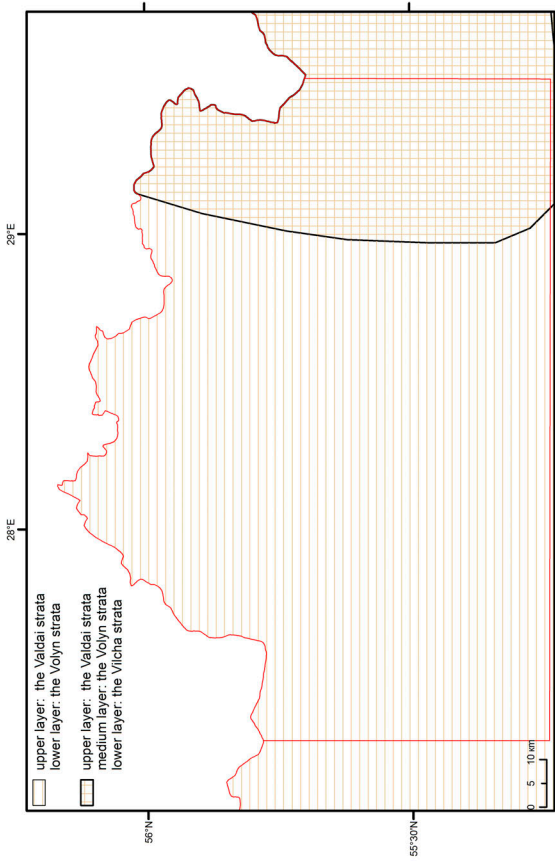 upper layer: the Valdai strata
lower layer: the Volyn strata
upper layer: the Valdai strata
medium layer: the Volyn strata
lower layer: the Vilcha strata
28°E
29°E
56°N
55°30'N
0 5 10 km